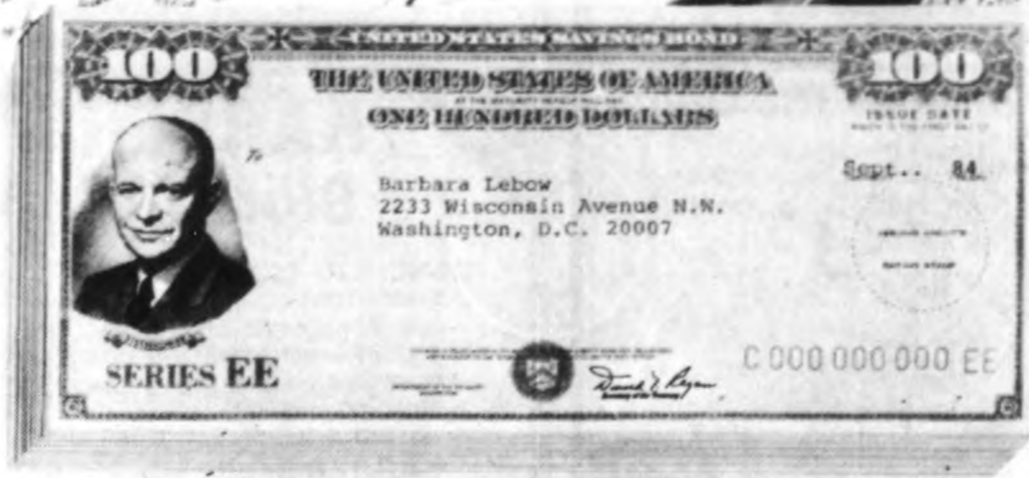 100
UNITED STATES SAVINGS BOND
100
THE UNITED STATES OF AMERICA
ONE HUNDRED DOLLARS
ISSUE DATE
To
Sept.. 84
Barbara Lebow
2233 Wisconsin Avenue N.W.
Washington, D.C. 20007
SERIES EE
C 000 000 000 EE